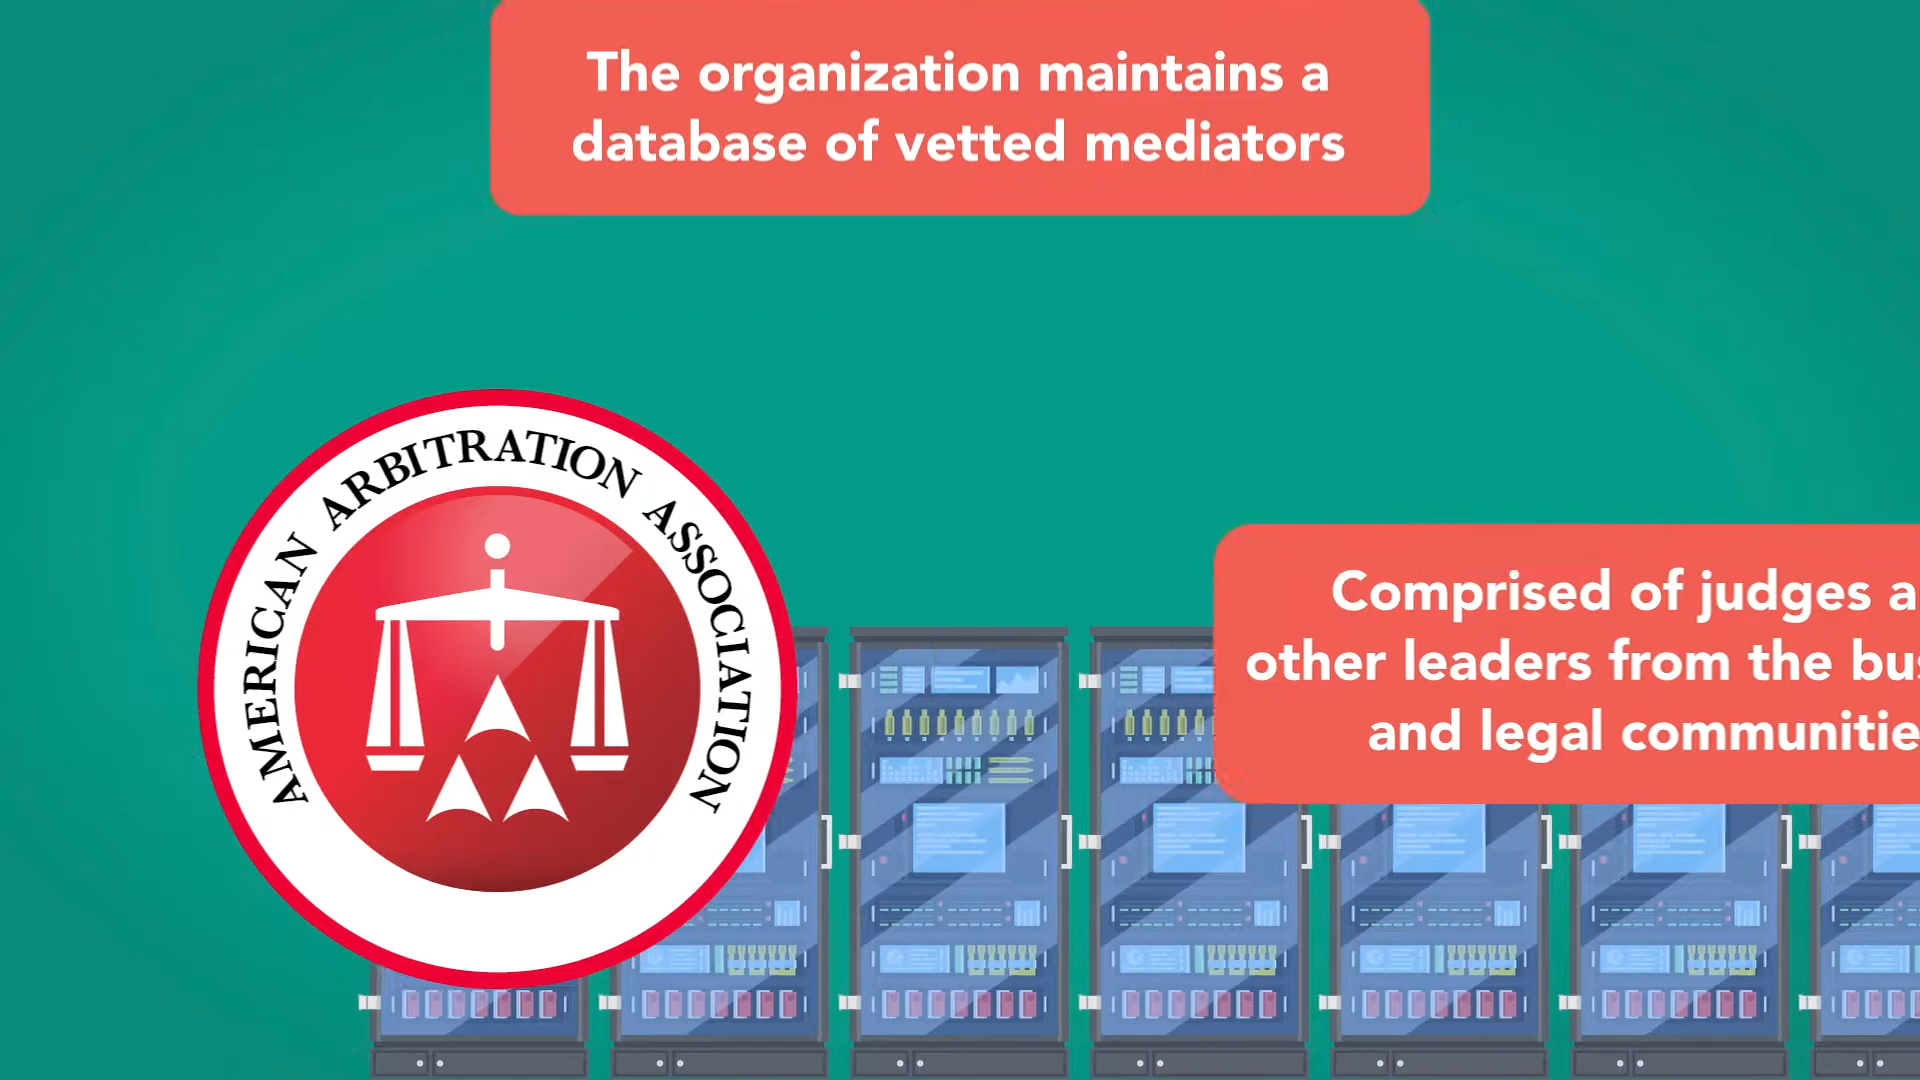 The organization maintains a
database of vetted mediators
AMERICAN ARBITRATION ASSOCIATION
Comprised of judges a
other leaders from the bus
and legal communitie